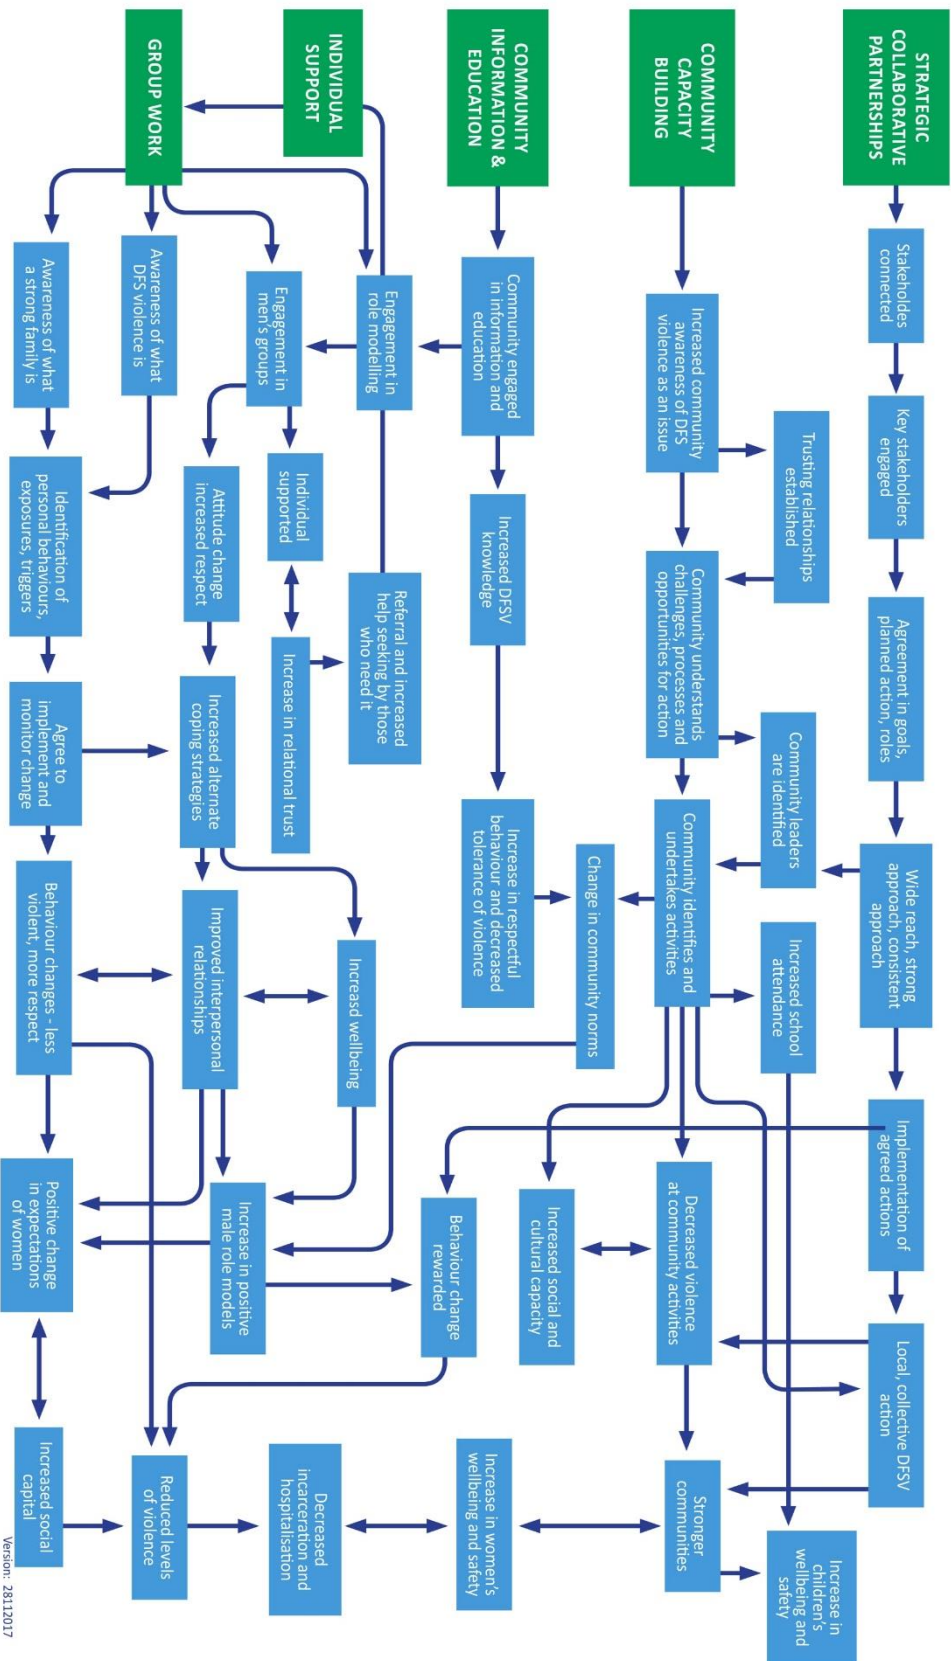 STRATEGIC
COLLABORATIVE
PARTNERSHIPS
Stakeholdes
connected
Key stakeholders
engaged
Agreement in goals,
planned action, roles
Wide reach, strong
approach, consistent
approach
Implementation of
agreed actions
Local, collective DFSV
action
Increase in
children's
wellbeing and
safety
Trusting relationships
established
Community leaders
are identified
Increased school
attendance
COMMUNITY
CAPACITY
BUILDING
Increased community
awareness of DFS
violence as an issue
Community understands
challenges, processes and
opportunities for action
Community identifies and
undertakes activities
Decreased violence
at community activities
Stronger
communities
Change in community norms
Increased social and
cultural capacity
COMMUNITY
INFORMATION &
EDUCATION
Community engaged
in information and
education
Increased DFSV
knowledge
Increase in respectful
behaviour and decreased
tolerance of violence
Behaviour change
rewarded
Increase in women's
wellbeing and safety
INDIVIDUAL
SUPPORT
Engagement in
role modelling
Referral and increased
help seeking by those
who need it
Increasd wellbeing
Engagement in
men's groups
Individual
supported
Increase in relational trust
Decreased
incarceration and
hospitalisation
Attitude change
increased respect
Increased alternate
coping strategies
Improved interpersonal
relationships
Increase in positive
male role models
GROUP WORK
Awareness of what
DFS violence is
Reduced levels
of violence
Awareness of what
a strong family is
Identification of
personal behaviours,
exposures, triggers
Agree to
implement and
monitor change
Behaviour changes - less
violent, more respect
Positive change
in expectations
of women
Increased social
capital
Version: 28112017